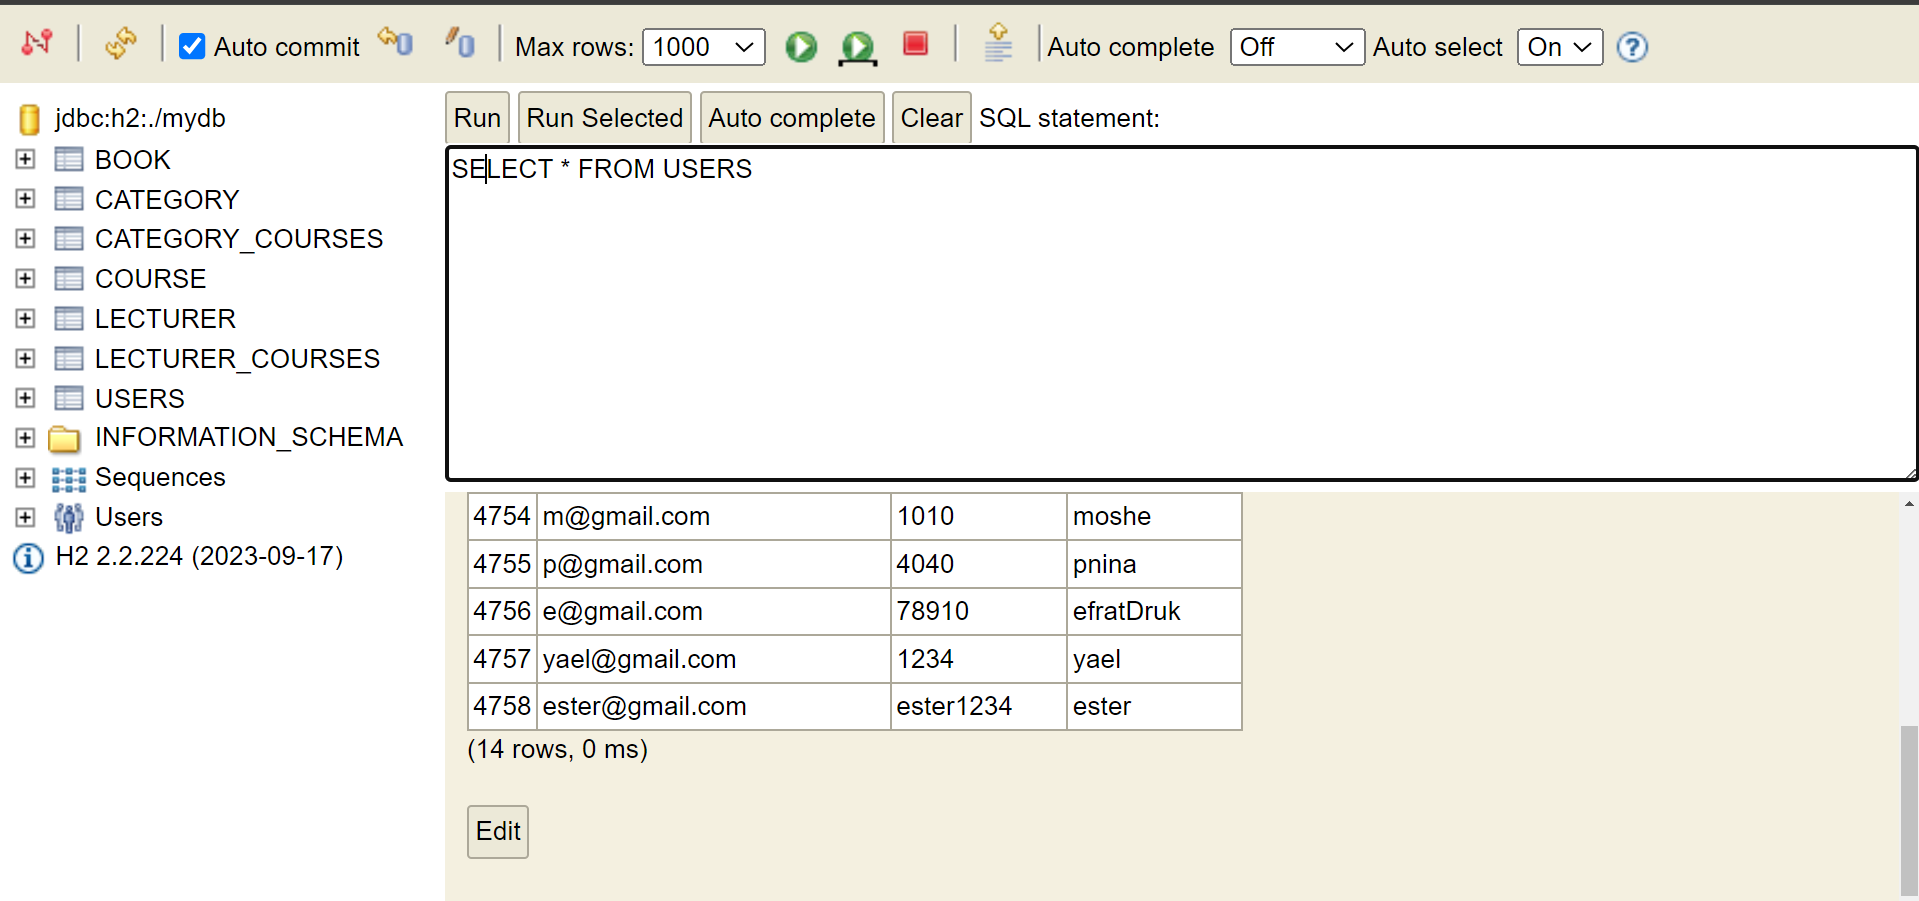 Auto commit Max rows: 1000 Auto complete Off Auto select On ?
jdbc:h2:./mydb
BOOK
CATEGORY
CATEGORY_COURSES
COURSE
LECTURER
LECTURER_COURSES
USERS
INFORMATION_SCHEMA
Sequences
Users
H2 2.2.224 (2023-09-17)
Run Run Selected Auto complete Clear SQL statement:
SELECT * FROM USERS
4754 m@gmail.com 1010 moshe
4755 p@gmail.com 4040 pnina
4756 e@gmail.com 78910 efratDruk
4757 yael@gmail.com 1234 yael
4758 ester@gmail.com ester1234 ester
(14 rows, 0 ms)
Edit